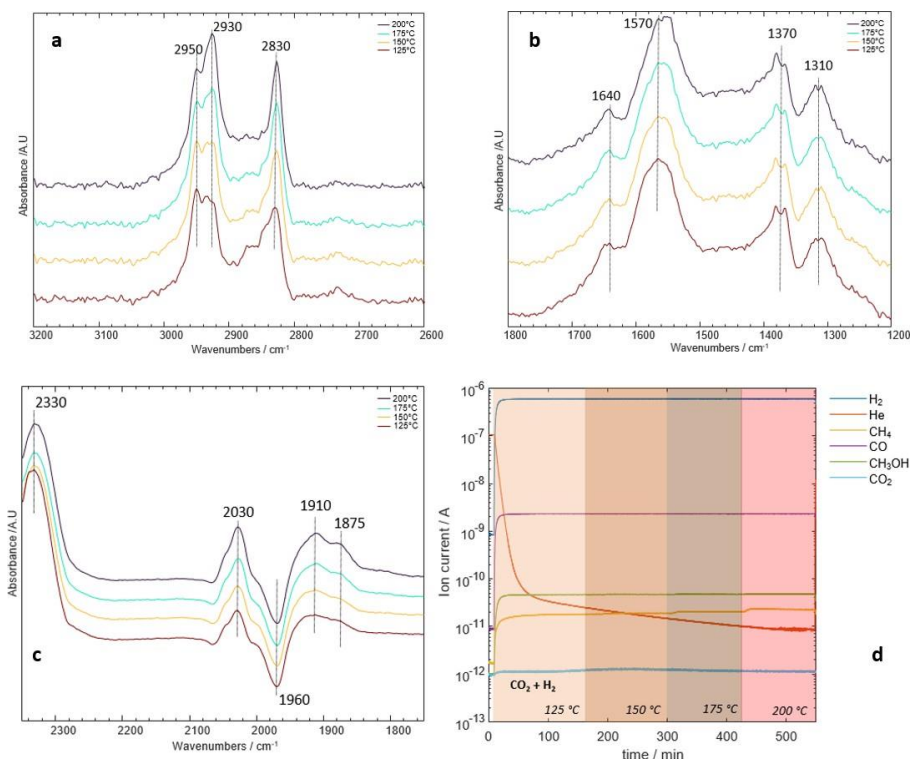 a
2950
2930
2830
200°C
175°C
150°C
125°C
Absorbance /A.U
3200 3100 3000 2900 2800 2700 2600
Wavenumbers / cm-1
b
1640
1570
1370
1310
200°C
175°C
150°C
125°C
Absorbance /A.U
1800 1700 1600 1500 1400 1300 1200
Wavenumbers / cm-1
2330
2030
1910
1875
1960
200°C
175°C
150°C
125°C
Absorbance /A.U
c
2300 2200 2100 2000 1900 1800
Wavenumbers / cm-1
10-6
10-7
10-8
10-9
10-10
10-11
10-12
10-13
Ion current / A
H2
He
CH4
CO
CH3OH
CO2
d
CO2 + H2
125 °C
150 °C
175 °C
200 °C
0 100 200 300 400 500
time / min